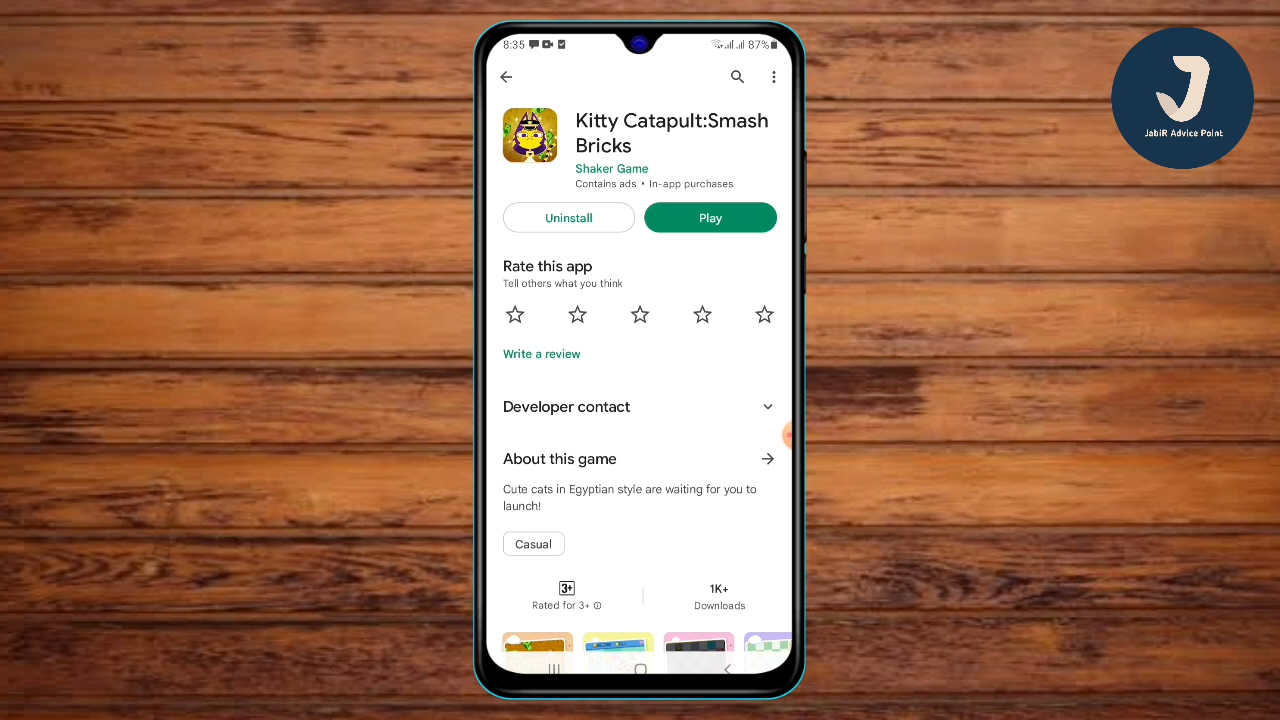 8:35
87%
JabiR Advice Point
Kitty Catapult:Smash
Bricks
Shaker Game
Contains ads • In-app purchases
Uninstall
Play
Rate this app
Tell others what you think
Write a review
Developer contact
About this game
Cute cats in Egyptian style are waiting for you to
launch!
Casual
3+
1K+
Rated for 3+
Downloads